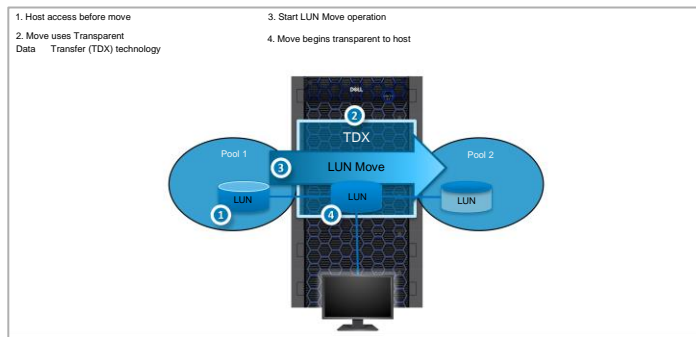 1. Host access before move
2. Move uses Transparent
Data Transfer (TDX) technology
3. Start LUN Move operation
4. Move begins transparent to host
DELL
2
TDX
Pool 1
Pool 2
3
LUN Move
LUN
LUN
LUN
1
4